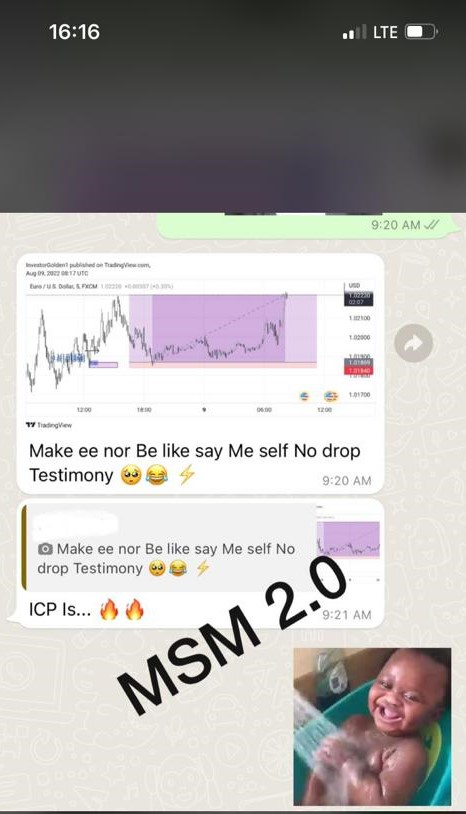 16:16
LTE
9:20 AM
InvestorGolden1 published on TradingView.com,
Aug 09, 2022 08:17 UTC
Euro / U.S. Dollar, 5, FXCM 1.02220 +0.00307 (+0.30%)
USD
1.02220
02:07
1.02100
1.02000
1.01900
1.01859
1.01840
1.01700
12:00 18:00 9 06:00 12:00
TradingView
Make ee nor Be like say Me self No drop
Testimony 🥺😂 ⚡
9:20 AM
Make ee nor Be like say Me self No
drop Testimony 🥺😂 ⚡
ICP Is... 🔥🔥
9:21 AM
MSM 2.0